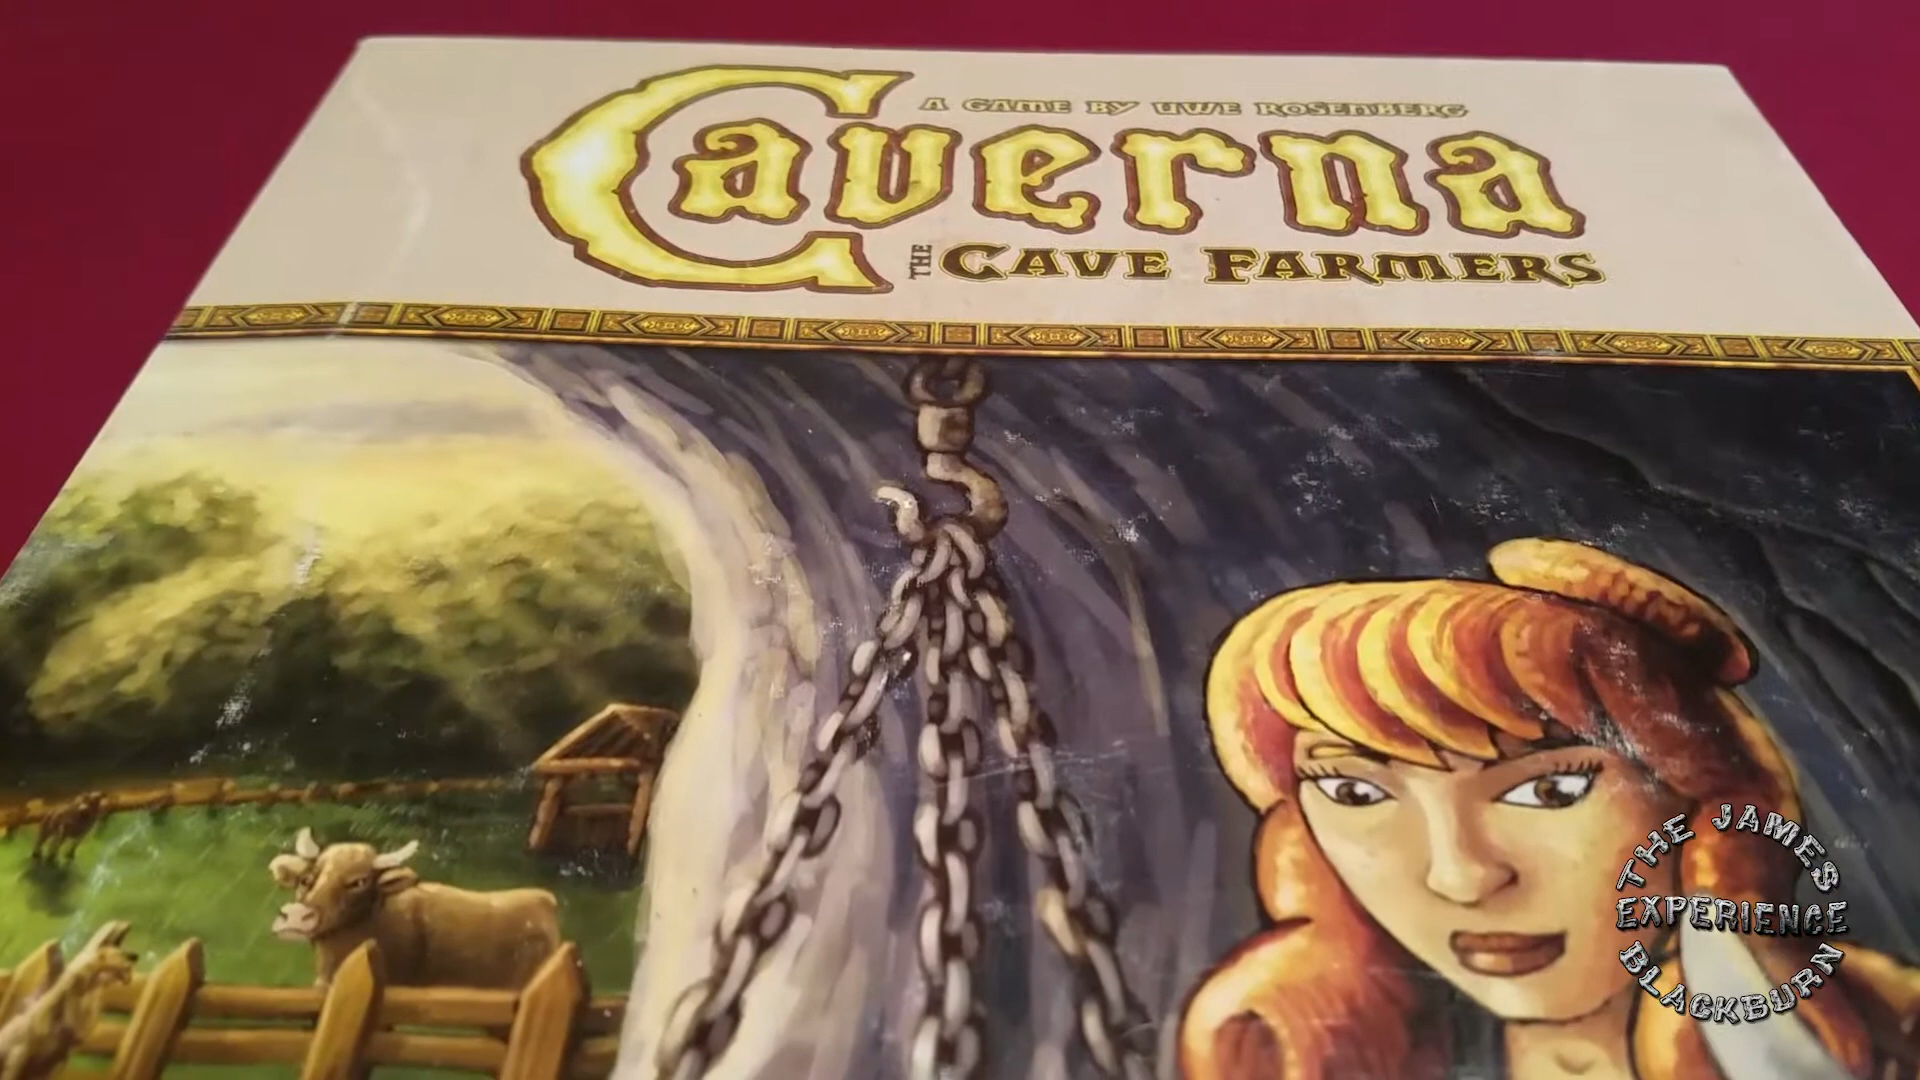 A GAME BY UWE ROSENBERG
Caverna
THE CAVE FARMERS
THE JAMES
EXPERIENCE
BLACKBURN